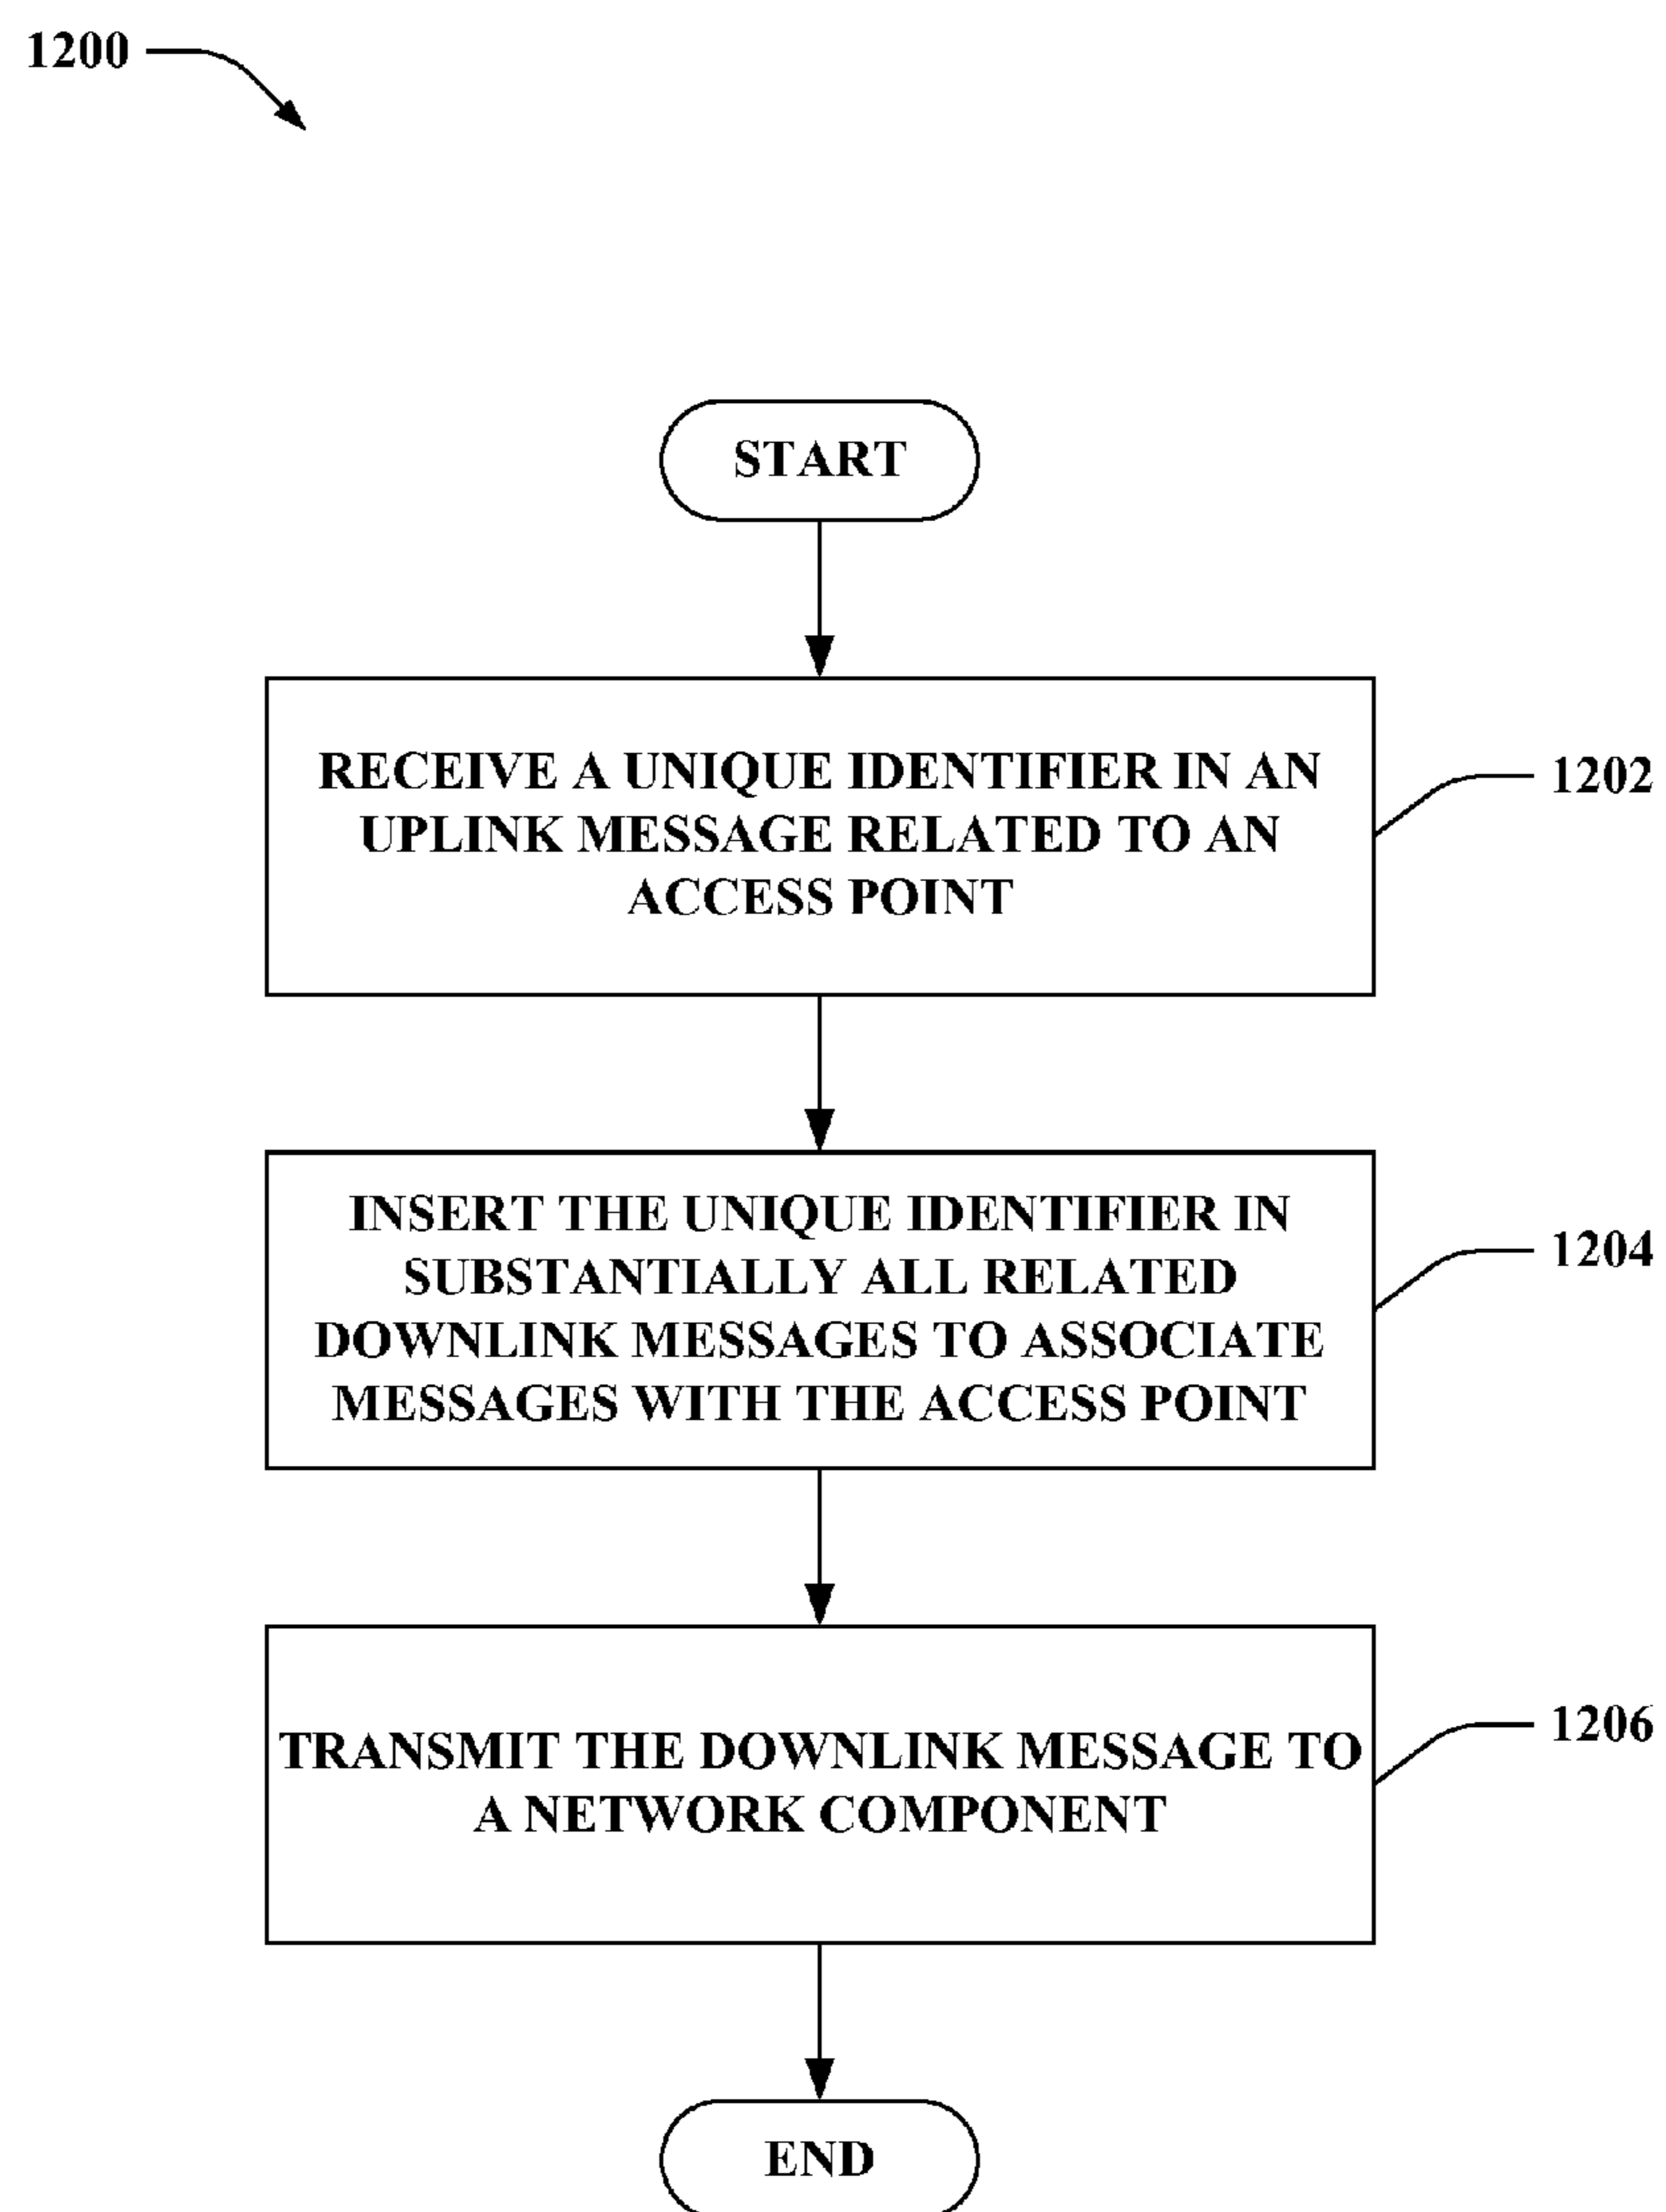 1200
START
RECEIVE A UNIQUE IDENTIFIER IN AN
UPLINK MESSAGE RELATED TO AN
ACCESS POINT
1202
INSERT THE UNIQUE IDENTIFIER IN
SUBSTANTIALLY ALL RELATED
DOWNLINK MESSAGES TO ASSOCIATE
MESSAGES WITH THE ACCESS POINT
1204
TRANSMIT THE DOWNLINK MESSAGE TO
A NETWORK COMPONENT
1206
END